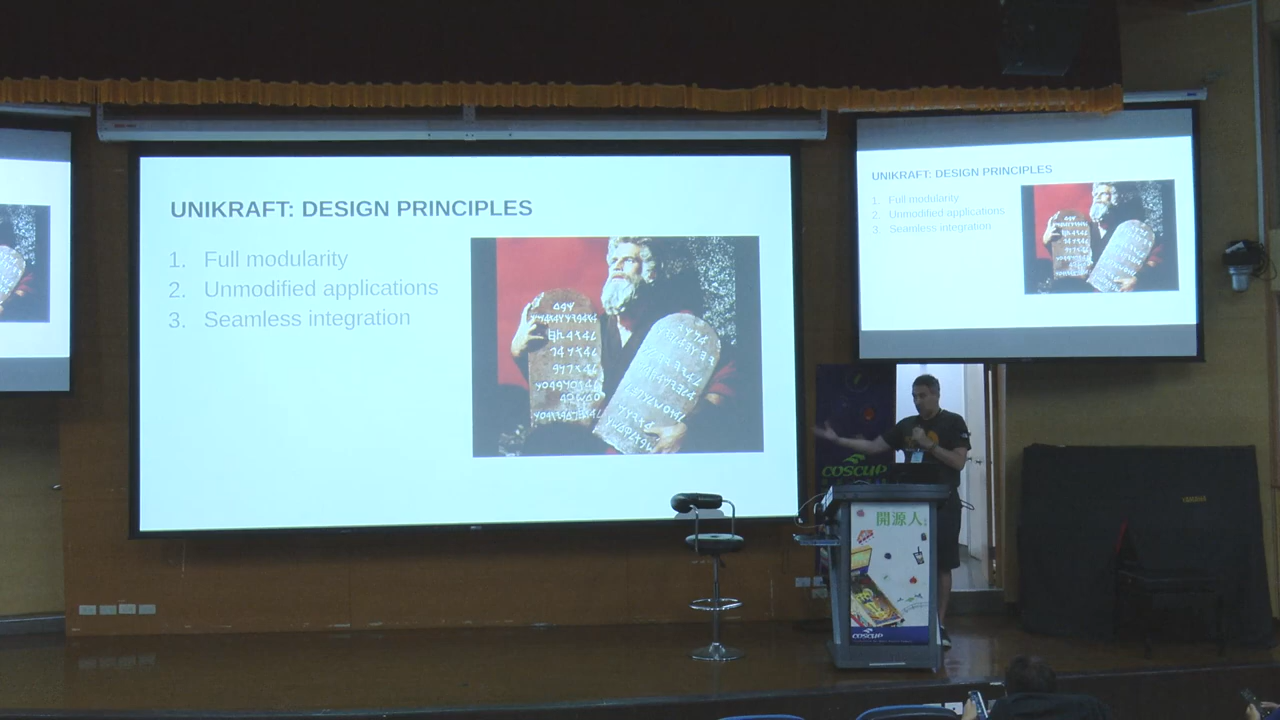 UNIKRAFT: DESIGN PRINCIPLES
1. Full modularity
2. Unmodified applications
3. Seamless integration
UNIKRAFT: DESIGN PRINCIPLES
1. Full modularity
2. Unmodified applications
3. Seamless integration
COSCUP
開源人
COSCUP